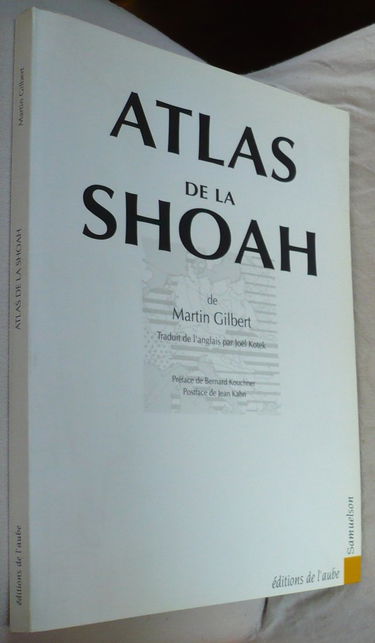 ATLAS
DE LA
SHOAH
de
Martin Gilbert
Traduit de l'anglais par Joël Kotek
Préface de Bernard Kouchner
Postface de Jean Kahn
éditions de l'aube
Samuelson
Martin Gilbert
ATLAS DE LA SHOAH
éditions de l'aube